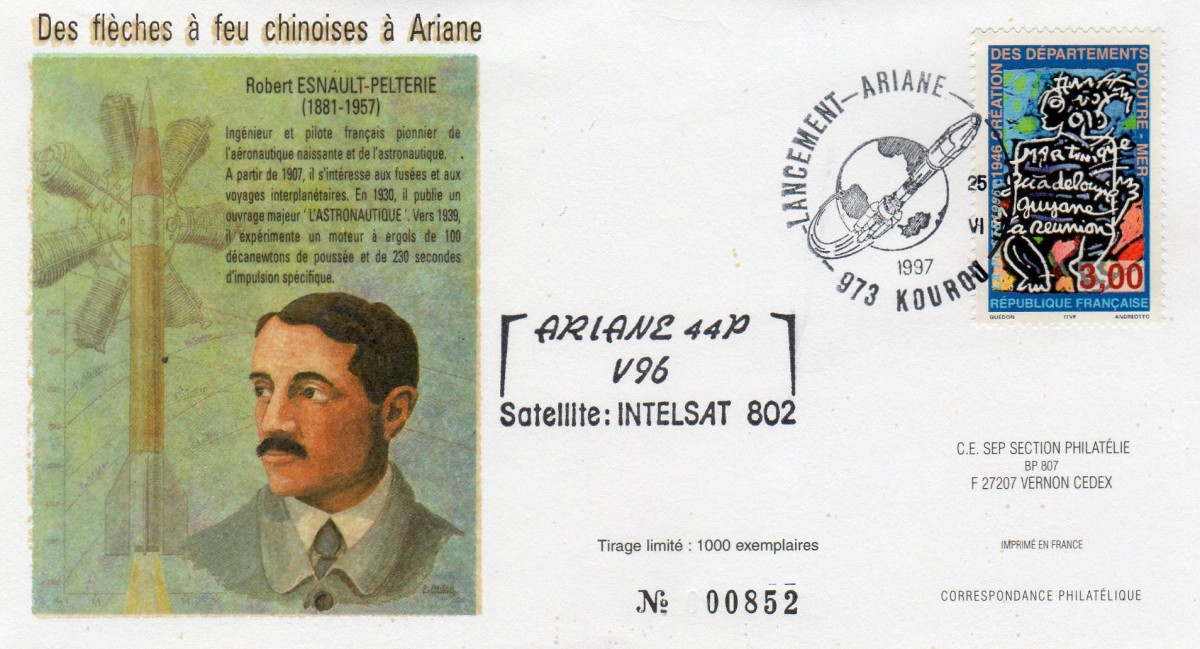 Des flèches à feu chinoises à Ariane
Robert ESNAULT-PELTERIE
(1881-1957)
Ingénieur et pilote français pionnier de
l'aéronautique naissante et de l'astronautique.
A partir de 1907, il s'intéresse aux fusées et aux
voyages interplanétaires. En 1930, il publie un
ouvrage majeur 'L'ASTRONAUTIQUE'. Vers 1939,
il expérimente un moteur à ergols de 100
décanewtons de poussée et de 230 secondes
d'impulsion spécifique.
LANCEMENT-ARIANE
25
VI
1997
973 KOUROU
1946 CRÉATION DES DÉPARTEMENTS D'OUTRE-MER
Martinique
guadeloupe
guyane
la réunion
3,00
RÉPUBLIQUE FRANÇAISE
GUÉDON ITVF ANDRÉOTTO
ARIANE 44P
V96
Satellite: INTELSAT 802
C.E. SEP SECTION PHILATÉLIE
BP 807
F 27207 VERNON CEDEX
Tirage limité : 1000 exemplaires
IMPRIMÉ EN FRANCE
Nº 00852
CORRESPONDANCE PHILATÉLIQUE